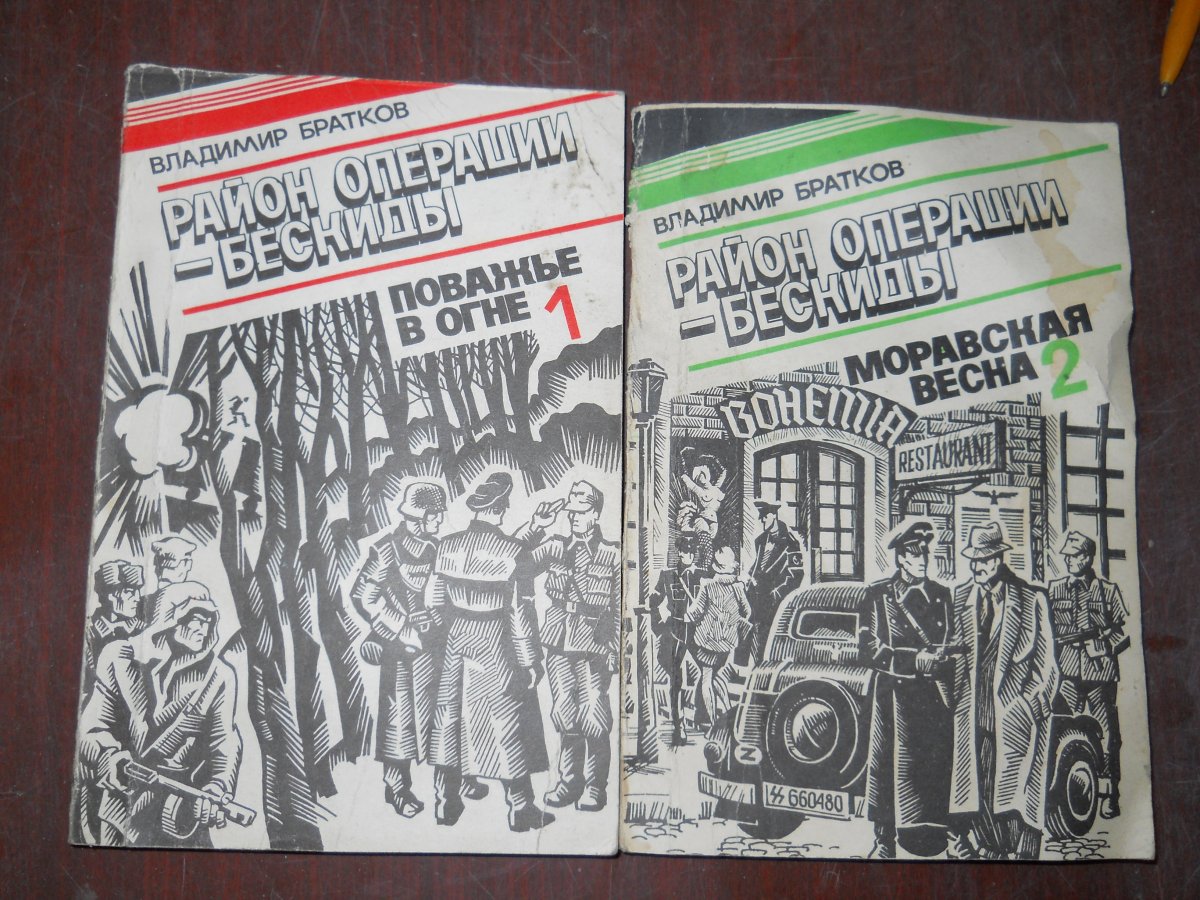 ВЛАДИМИР БРАТКОВ
РАЙОН ОПЕРАЦИИ
–БЕСКИДЫ
ПОВАЖЬЕ
В ОГНЕ 1
ВЛАДИМИР БРАТКОВ
РАЙОН ОПЕРАЦИИ
–БЕСКИДЫ
МОРАВСКАЯ
ВЕСНА 2
BOHEMIA
RESTAURANT
Z
SS 660480